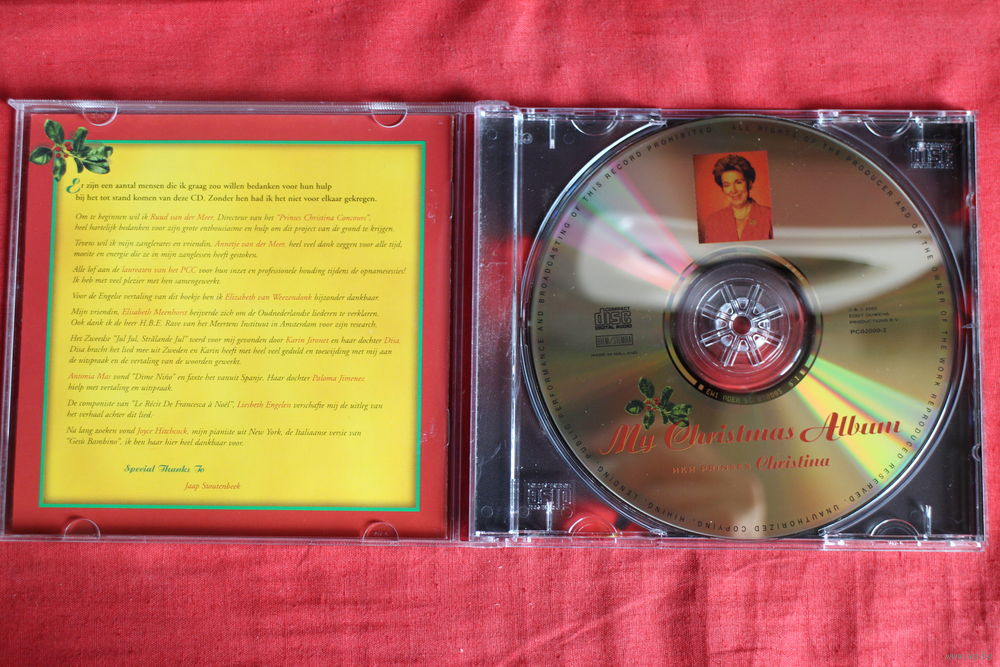 Er zijn een aantal mensen die ik graag zou willen bedanken voor hun hulp
bij het tot stand komen van deze CD. Zonder hen had ik het niet voor elkaar gekregen.
Om te beginnen wil ik Ruud van der Meer, Directeur van het "Prinses Christina Concours",
heel hartelijk bedanken voor zijn grote enthousiasme en hulp om dit project van de grond te krijgen.
Tevens wil ik mijn zanglerares en vriendin, Annetje van der Meer, heel veel dank zeggen voor alle tijd,
moeite en energie die ze in mijn zanglessen heeft gestoken.
Alle lof aan de laureaten van het PCC voor hun inzet en professionele houding tijdens de opnamesessies!
Ik heb met veel plezier met hen samengewerkt.
Voor de Engelse vertaling van dit boekje ben ik Elizabeth van Weezendonk bijzonder dankbaar.
Mijn vriendin, Elisabeth Meenhorst beijverde zich om de Oudnederlandse liederen te verklaren.
Ook dank ik de heer H.B.E. Rave van het Meertens Instituut in Amsterdam voor zijn research.
Het Zweedse "Jul Jul, Strålande Jul" werd voor mij gevonden door Karin Jironet en haar dochter Disa.
Disa bracht het lied mee uit Zweden en Karin heeft met heel veel geduld en toewijding met mij aan
de uitspraak en de vertaling van de woorden gewerkt.
Antonia Mas vond "Dime Niño" en faxte het vanuit Spanje. Haar dochter Paloma Jimenez
hielp met vertaling en uitspraak.
De componiste van "Le Récit De Francesca à Noël", Liesbeth Engelen verschafte mij de uitleg van
het verhaal achter dit lied.
Na lang zoeken vond Joyce Hitchcock, mijn pianiste uit New York, de Italiaanse versie van
"Gesù Bambino", ik ben haar hier heel dankbaar voor.
Special Thanks To
Jaap Stoutenbeek
ALL RIGHTS OF THE PRODUCER AND OF THE OWNER OF THE WORK REPRODUCED RESERVED. UNAUTHORIZED COPYING, HIRING, LENDING, PUBLIC PERFORMANCE AND BROADCASTING OF THIS RECORD PROHIBITED
COMPACT
disc
DIGITAL AUDIO
BIEM/STEMRA
MADE IN HOLLAND
PRODUCTIONS B.V.
PC02000-2
My Christmas Album
HKH PRINSES Christina